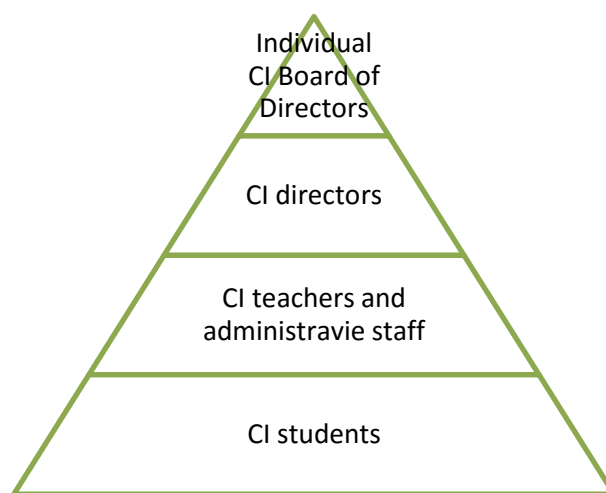 Individual
CI Board of
Directors
CI directors
CI teachers and
administravie staff
CI students